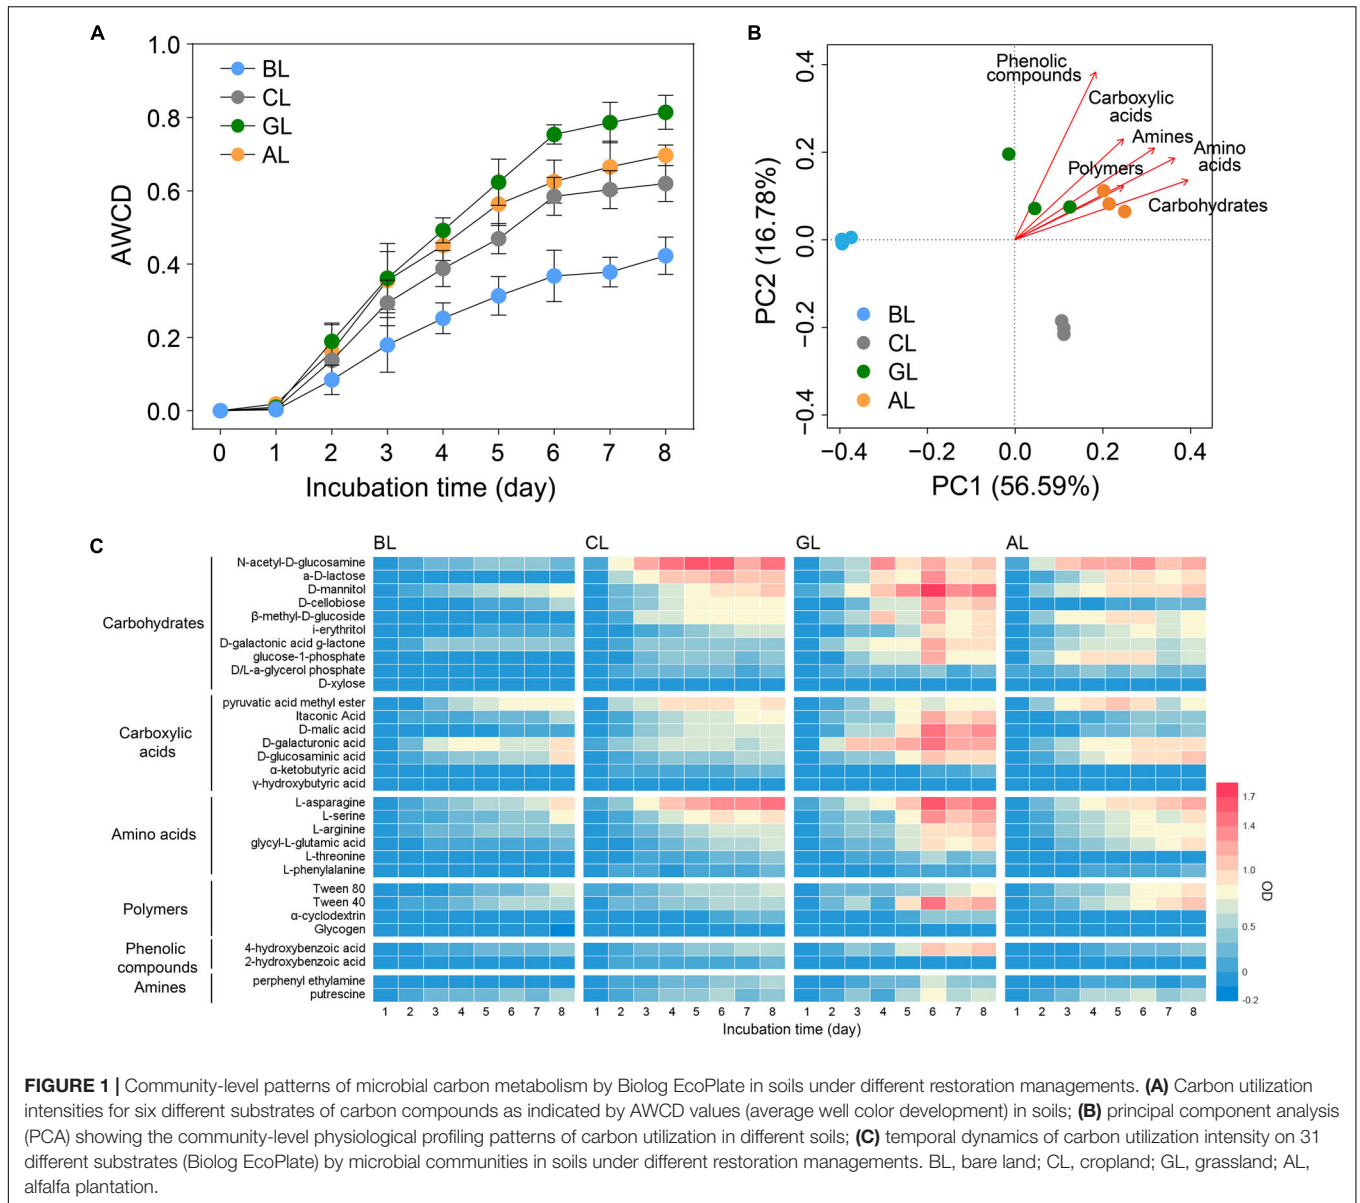 A
1.0
0.8
0.6
0.4
0.2
0.0
AWCD
BL
CL
GL
AL
0 1 2 3 4 5 6 7 8
Incubation time (day)
B
0.4
0.2
0.0
−0.2
−0.4
PC2 (16.78%)
Phenolic
compounds
Carboxylic
acids
Amines
Amino
acids
Polymers
Carbohydrates
BL
CL
GL
AL
−0.4 −0.2 0.0 0.2 0.4
PC1 (56.59%)
C
BL CL GL AL
Carbohydrates
N-acetyl-D-glucosamine
a-D-lactose
D-mannitol
D-cellobiose
β-methyl-D-glucoside
i-erythritol
D-galactonic acid g-lactone
glucose-1-phosphate
D/L-a-glycerol phosphate
D-xylose
Carboxylic
acids
pyruvatic acid methyl ester
Itaconic Acid
D-malic acid
D-galacturonic acid
D-glucosaminic acid
α-ketobutyric acid
γ-hydroxybutyric acid
Amino acids
L-asparagine
L-serine
L-arginine
glycyl-L-glutamic acid
L-threonine
L-phenylalanine
Polymers
Tween 80
Tween 40
α-cyclodextrin
Glycogen
Phenolic
compounds
4-hydroxybenzoic acid
2-hydroxybenzoic acid
Amines
perphenyl ethylamine
putrescine
1 2 3 4 5 6 7 8 1 2 3 4 5 6 7 8 1 2 3 4 5 6 7 8 1 2 3 4 5 6 7 8
Incubation time (day)
1.7
1.4
1.0
0.5
0
-0.2
OD
FIGURE 1 | Community-level patterns of microbial carbon metabolism by Biolog EcoPlate in soils under different restoration managements. (A) Carbon utilization
intensities for six different substrates of carbon compounds as indicated by AWCD values (average well color development) in soils; (B) principal component analysis
(PCA) showing the community-level physiological profiling patterns of carbon utilization in different soils; (C) temporal dynamics of carbon utilization intensity on 31
different substrates (Biolog EcoPlate) by microbial communities in soils under different restoration managements. BL, bare land; CL, cropland; GL, grassland; AL,
alfalfa plantation.